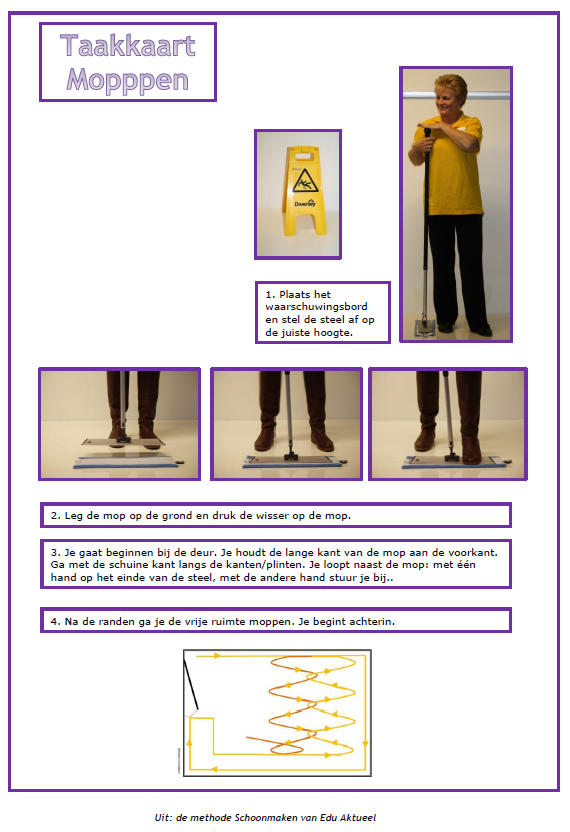 Taakkaart
Mopppen
Diversey
1. Plaats het
waarschuwingsbord
en stel de steel af op
de juiste hoogte.
2. Leg de mop op de grond en druk de wisser op de mop.
3. Je gaat beginnen bij de deur. Je houdt de lange kant van de mop aan de voorkant.
Ga met de schuine kant langs de kanten/plinten. Je loopt naast de mop: met één
hand op het einde van de steel, met de andere hand stuur je bij..
4. Na de randen ga je de vrije ruimte moppen. Je begint achterin.
Uit: de methode Schoonmaken van Edu Aktueel